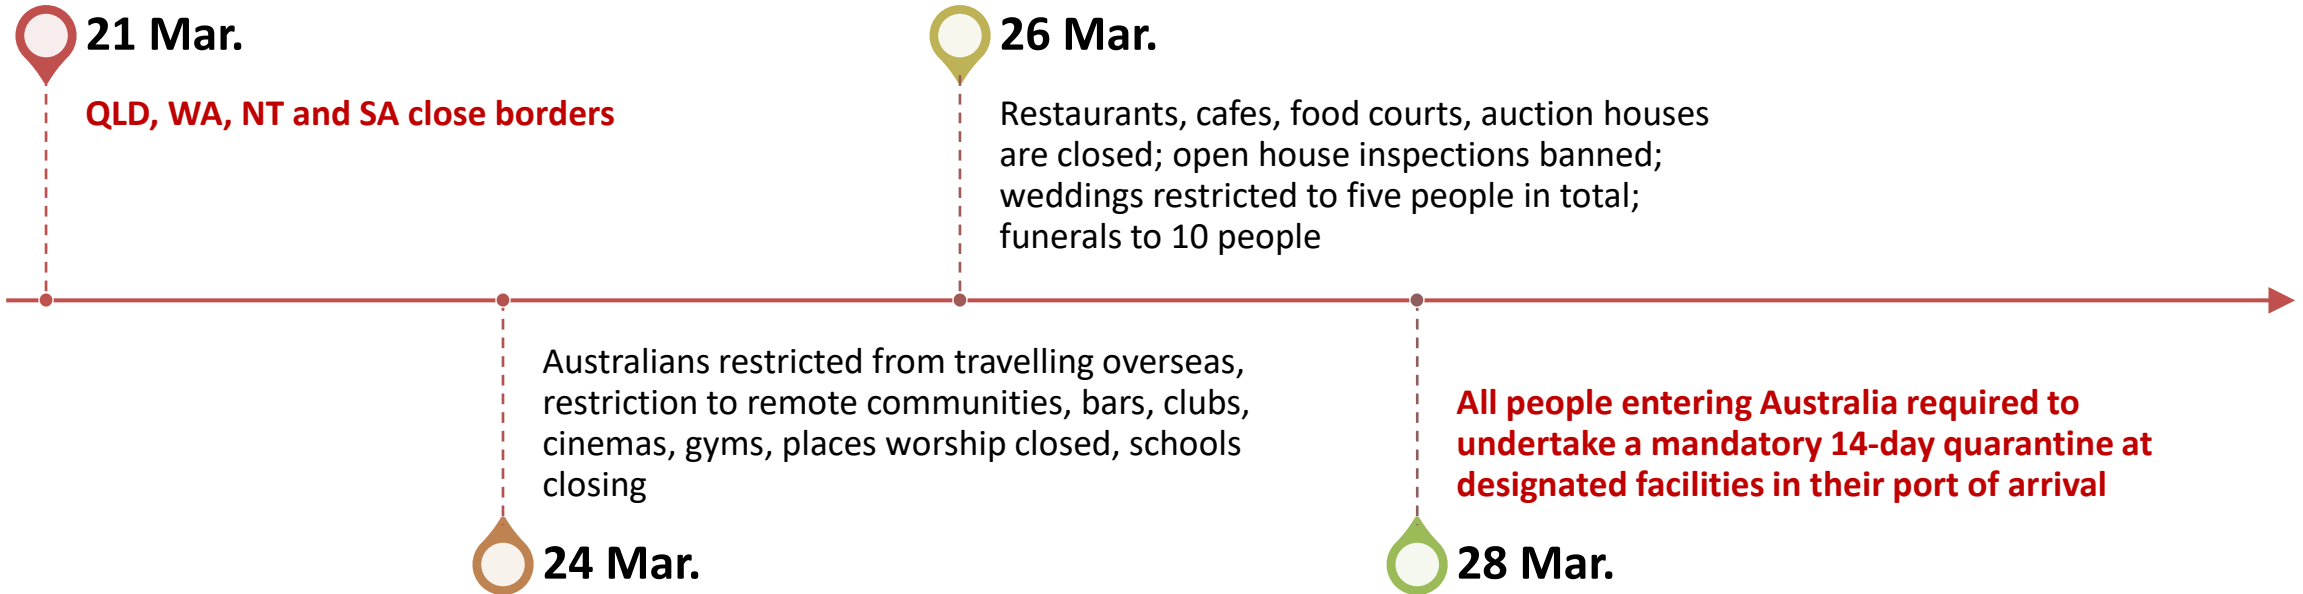 21 Mar.
QLD, WA, NT and SA close borders
24 Mar.
Australians restricted from travelling overseas,
restriction to remote communities, bars, clubs,
cinemas, gyms, places worship closed, schools
closing
26 Mar.
Restaurants, cafes, food courts, auction houses
are closed; open house inspections banned;
weddings restricted to five people in total;
funerals to 10 people
28 Mar.
All people entering Australia required to
undertake a mandatory 14-day quarantine at
designated facilities in their port of arrival